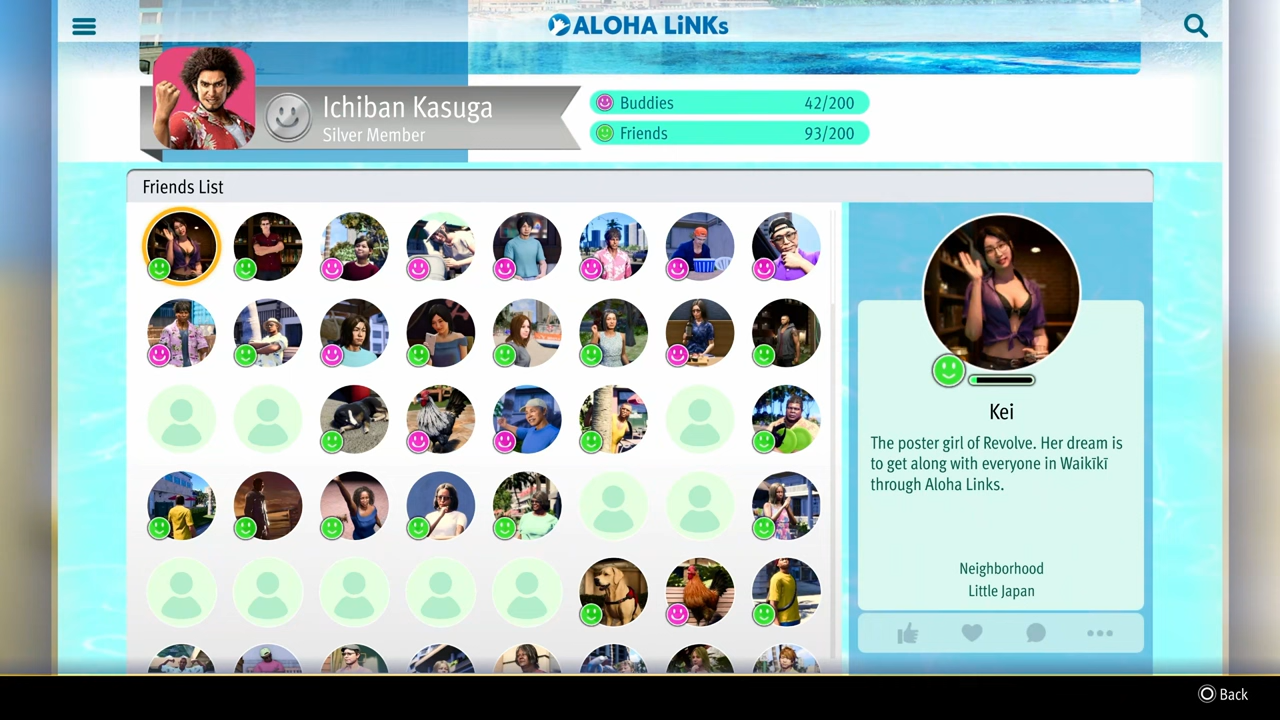 ALOHA LiNKs
Ichiban Kasuga
Silver Member
Buddies 42/200
Friends 93/200
Friends List
Kei
The poster girl of Revolve. Her dream is
to get along with everyone in Waikīkī
through Aloha Links.
Neighborhood
Little Japan
Back